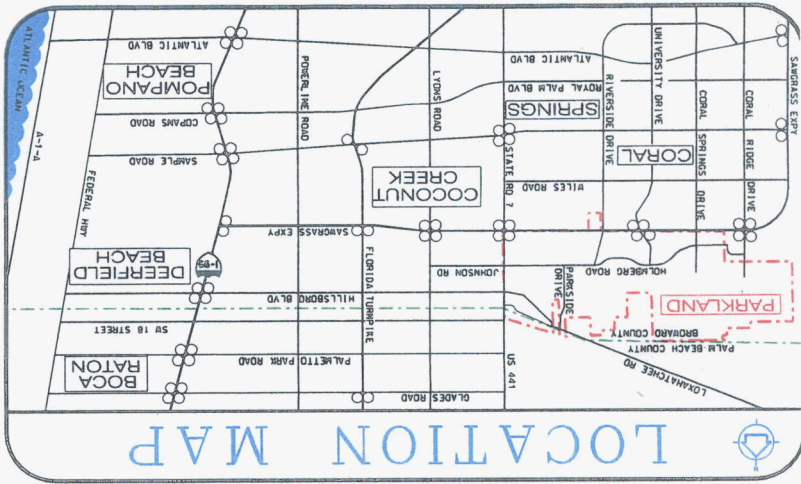 N
LOCATION MAP
LOXAHATCHEE RD
GLADES ROAD
US 441
PALMETTO PARK ROAD
BOCA
RATON
PALM BEACH COUNTY
BROWARD COUNTY
SW 18 STREET
PARKLAND
PARKSIDE
DRIVE
HILLSBORO BLVD
HOLMBERG ROAD
JOHNSON RD
FLORIDA TURNPIKE
I-95
DEERFIELD
BEACH
SAWGRASS EXPY
FEDERAL HWY
WILES ROAD
COCONUT
CREEK
CORAL RIDGE DRIVE
CORAL SPRINGS DRIVE
CORAL
SPRINGS
STATE RD 7
SAMPLE ROAD
A-1-A
COPANS ROAD
UNIVERSITY DRIVE
RIVERSIDE DRIVE
ROYAL PALM BLVD
LYONS ROAD
POWERLINE ROAD
POMPANO
BEACH
SAWGRASS EXPY
ATLANTIC BLVD
ATLANTIC BLVD
ATLANTIC OCEAN